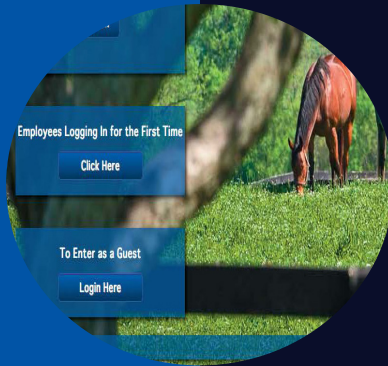 Employees Logging In for the First Time
Click Here
To Enter as a Guest
Login Here